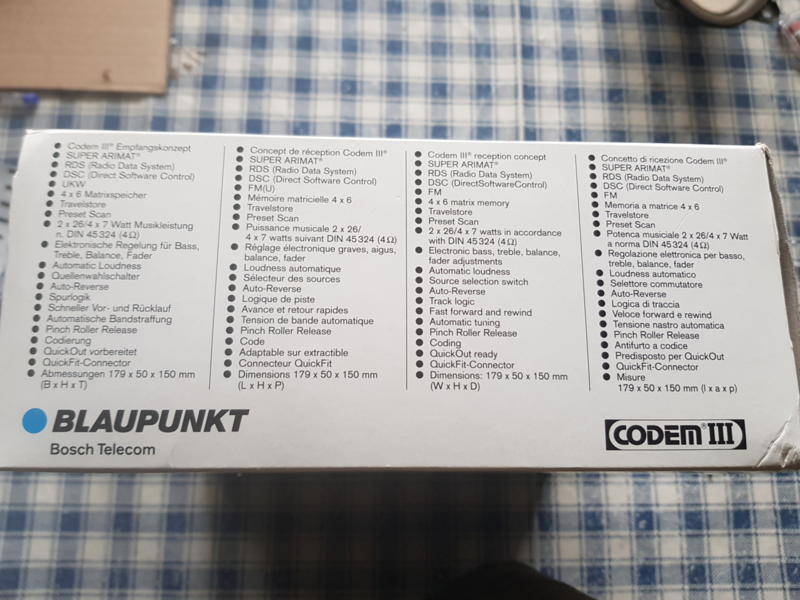 Codem III® Empfangskonzept
SUPER ARIMAT®
RDS (Radio Data System)
DSC (Direct Software Control)
UKW
4 x 6 Matrixspeicher
Travelstore
Preset Scan
2 x 26/4 x 7 Watt Musikleistung
n. DIN 45 324 (4Ω)
Elektronische Regelung für Bass,
Treble, Balance, Fader
Automatic Loudness
Quellenwahlschalter
Auto-Reverse
Spurlogik
Schneller Vor- und Rücklauf
Automatische Bandstraffung
Pinch Roller Release
Codierung
QuickOut vorbereitet
QuickFit-Connector
Abmessungen 179 x 50 x 150 mm
(B x H x T)
Concept de réception Codem III®
SUPER ARIMAT®
RDS (Radio Data System)
DSC (Direct Software Control)
FM(U)
Mémoire matricielle 4 x 6
Travelstore
Preset Scan
Puissance musicale 2 x 26/
4 x 7 watts suivant DIN 45 324 (4Ω)
Réglage électronique graves, aigus,
balance, fader
Loudness automatique
Sélecteur des sources
Auto-Reverse
Logique de piste
Avance et retour rapides
Tension de bande automatique
Pinch Roller Release
Code
Adaptable sur extractible
Connecteur QuickFit
Dimensions 179 x 50 x 150 mm
(L x H x P)
Codem III® reception concept
SUPER ARIMAT®
RDS (Radio Data System)
DSC (DirectSoftwareControl)
FM
4 x 6 matrix memory
Travelstore
Preset Scan
2 x 26/4 x 7 watts in accordance
with DIN 45 324 (4Ω)
Electronic bass, treble, balance,
fader adjustments
Automatic loudness
Source selection switch
Auto-Reverse
Track logic
Fast forward and rewind
Automatic tuning
Pinch Roller Release
Coding
QuickOut ready
QuickFit-Connector
Dimensions: 179 x 50 x 150 mm
(W x H x D)
Concetto di ricezione Codem III®
SUPER ARIMAT®
RDS (Radio Data System)
DSC (Direct Software Control)
FM
Memoria a matrice 4 x 6
Travelstore
Preset Scan
Potenca musicale 2 x 26/4 x 7 Watt
a norma DIN 45 324 (4Ω)
Regolazione elettronica per basso,
treble, balance, fader
Loudness automatico
Selettore commutatore
Auto-Reverse
Logica di traccia
Veloce forward e rewind
Tensione nastro automatica
Pinch Roller Release
Antifurto a codice
Predisposto per QuickOut
QuickFit-Connector
Misure
179 x 50 x 150 mm (l x a x p)
BLAUPUNKT
Bosch Telecom
CODEM® III